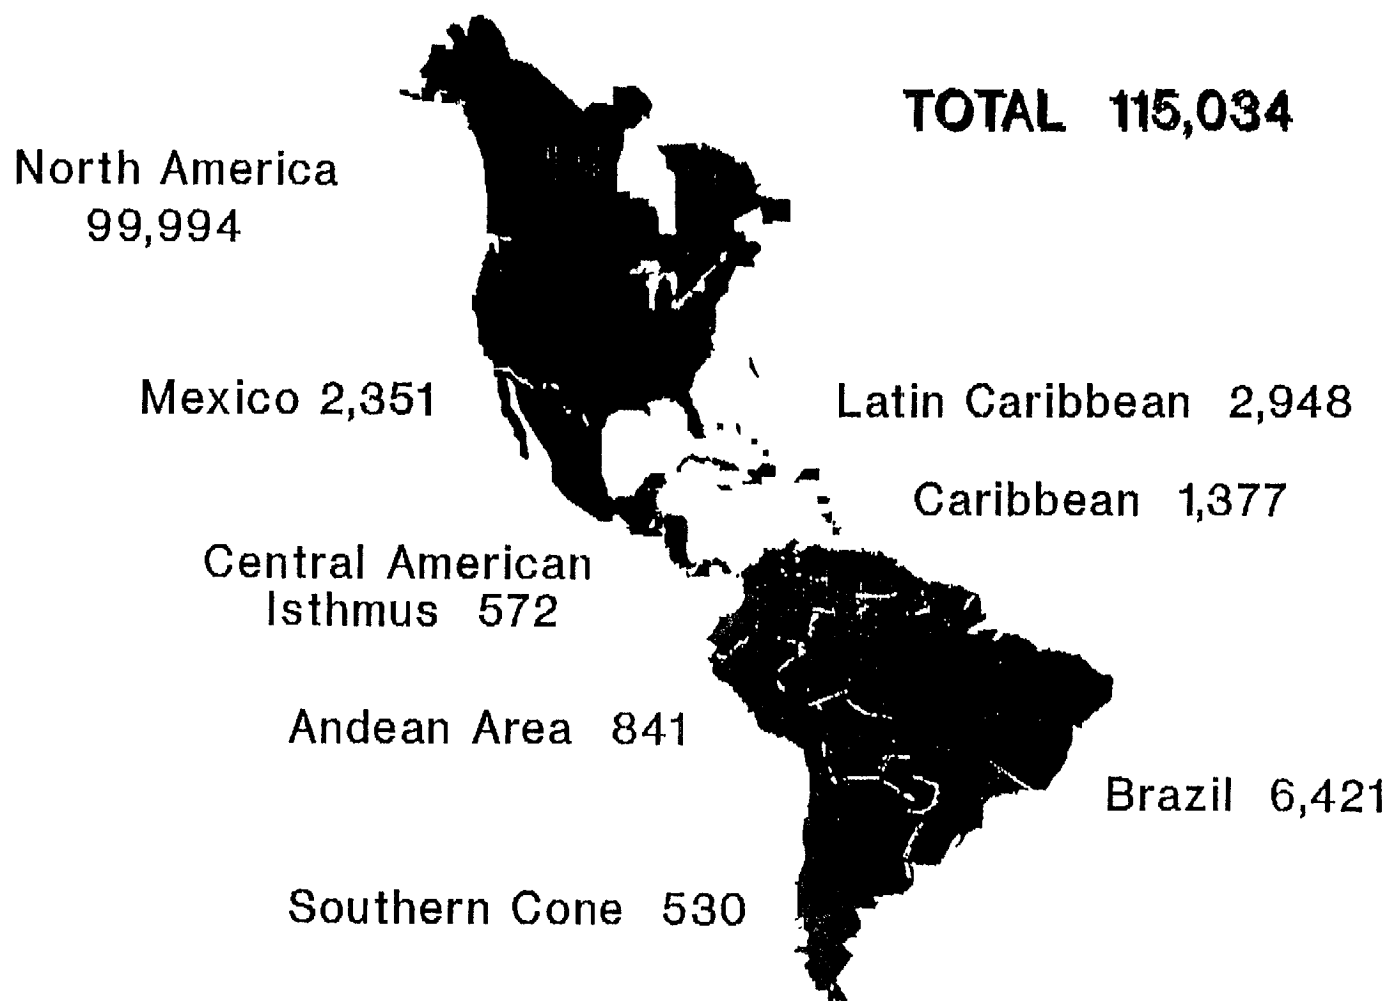 TOTAL 115,034
North America
99,994
Mexico 2,351
Latin Caribbean 2,948
Caribbean 1,377
Central American
Isthmus 572
Andean Area 841
Brazil 6,421
Southern Cone 530